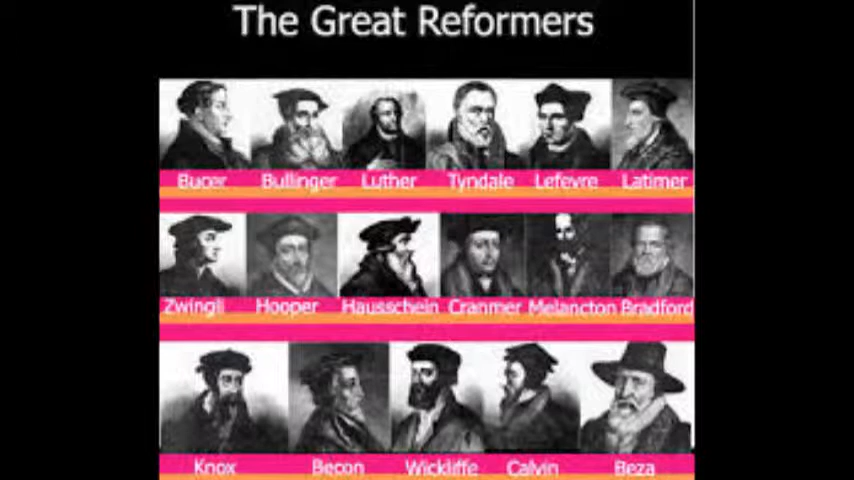 The Great Reformers
Bucer Bullinger Luther Tyndale Lefevre Latimer
Zwingli Hooper Hausschein Cranmer Melancton Bradford
Knox Becon Wickliffe Calvin Beza